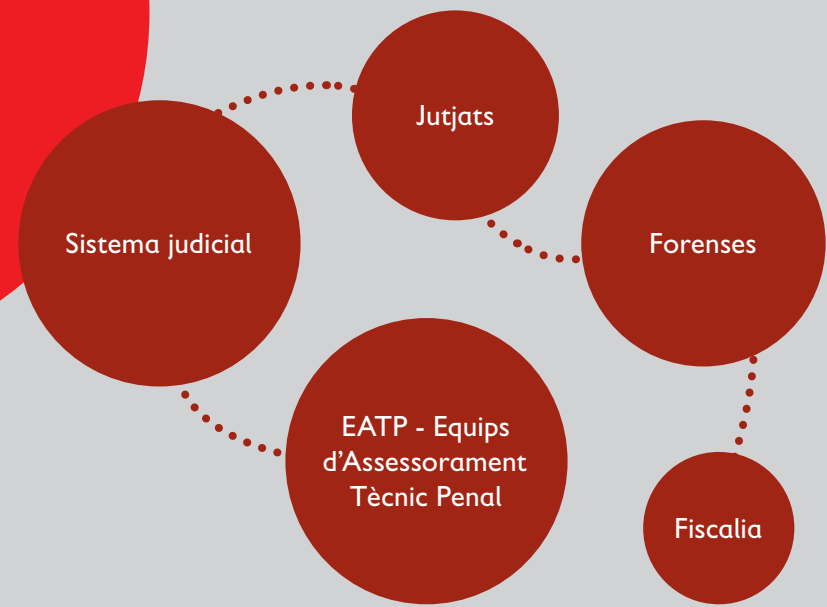 Jutjats
Sistema judicial
Forenses
EATP - Equips
d’Assessorament
Tècnic Penal
Fiscalia